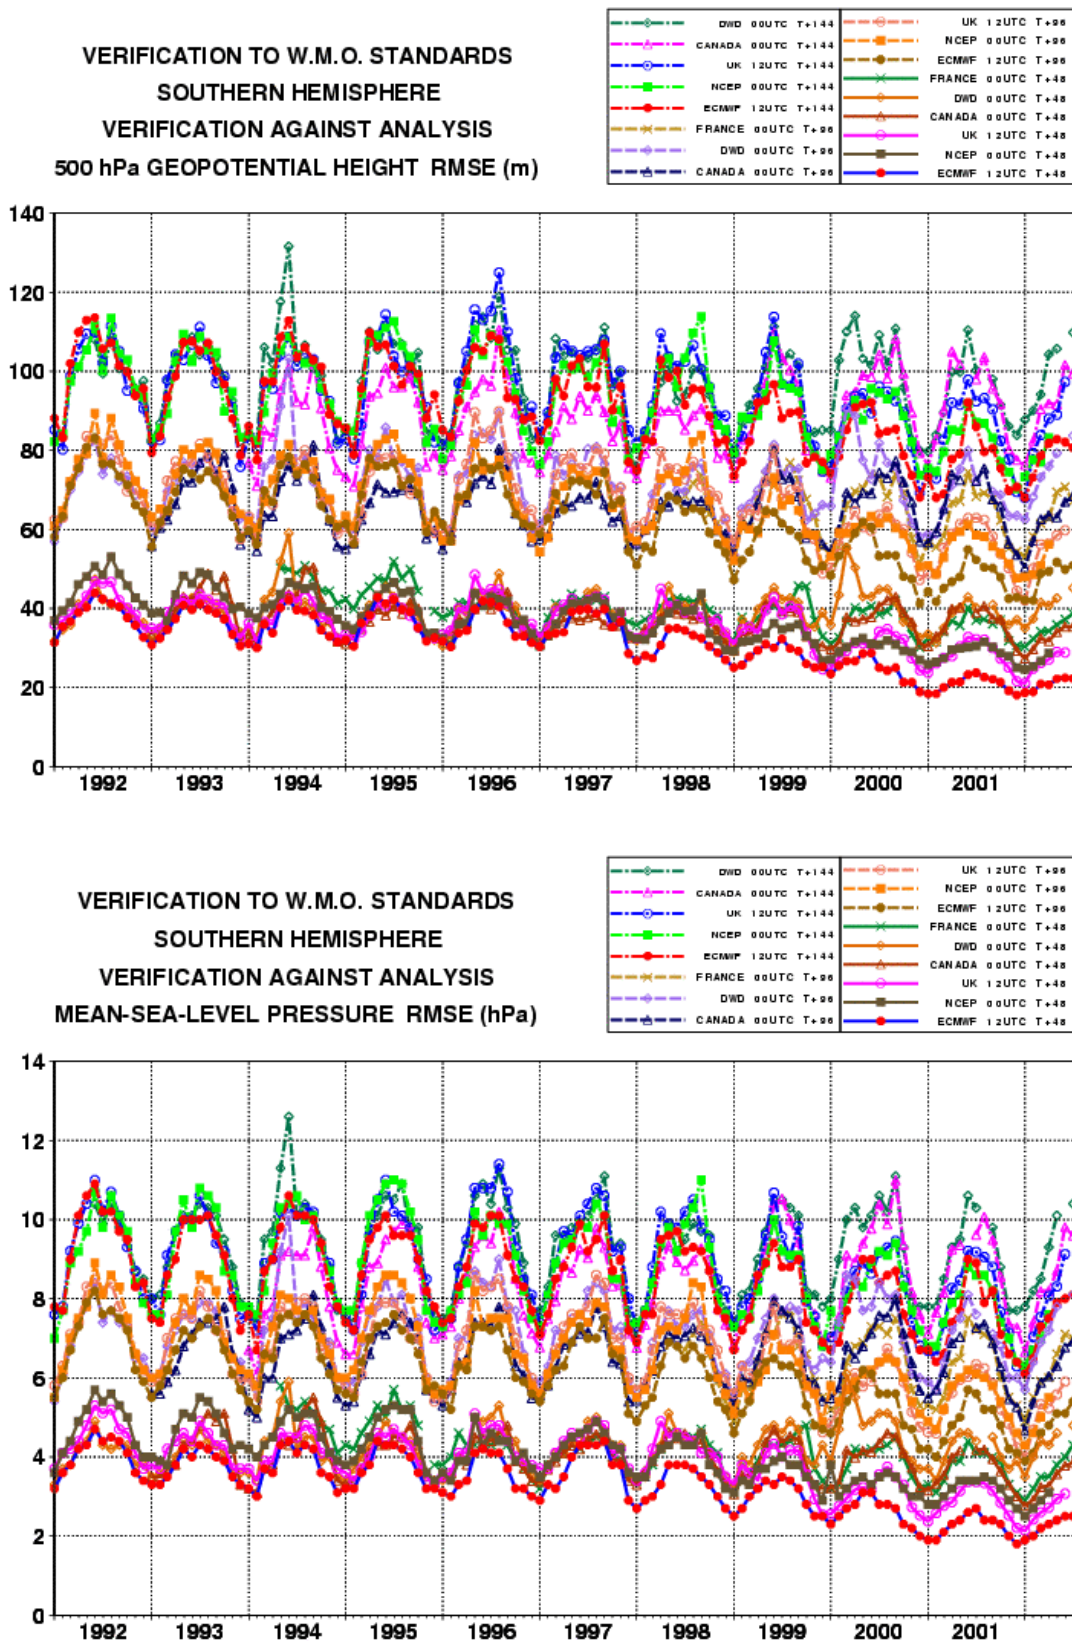 VERIFICATION TO W.M.O. STANDARDS
SOUTHERN HEMISPHERE
VERIFICATION AGAINST ANALYSIS
500 hPa GEOPOTENTIAL HEIGHT RMSE (m)
DWD 00UTC T+144
CANADA 00UTC T+144
UK 12UTC T+144
NCEP 00UTC T+144
ECMWF 12UTC T+144
FRANCE 00UTC T+96
DWD 00UTC T+96
CANADA 00UTC T+96
UK 12UTC T+96
NCEP 00UTC T+96
ECMWF 12UTC T+96
FRANCE 00UTC T+48
DWD 00UTC T+48
CANADA 00UTC T+48
UK 12UTC T+48
NCEP 00UTC T+48
ECMWF 12UTC T+48
140
120
100
80
60
40
20
0
1992 1993 1994 1995 1996 1997 1998 1999 2000 2001
VERIFICATION TO W.M.O. STANDARDS
SOUTHERN HEMISPHERE
VERIFICATION AGAINST ANALYSIS
MEAN-SEA-LEVEL PRESSURE RMSE (hPa)
DWD 00UTC T+144
CANADA 00UTC T+144
UK 12UTC T+144
NCEP 00UTC T+144
ECMWF 12UTC T+144
FRANCE 00UTC T+96
DWD 00UTC T+96
CANADA 00UTC T+96
UK 12UTC T+96
NCEP 00UTC T+96
ECMWF 12UTC T+96
FRANCE 00UTC T+48
DWD 00UTC T+48
CANADA 00UTC T+48
UK 12UTC T+48
NCEP 00UTC T+48
ECMWF 12UTC T+48
14
12
10
8
6
4
2
0
1992 1993 1994 1995 1996 1997 1998 1999 2000 2001